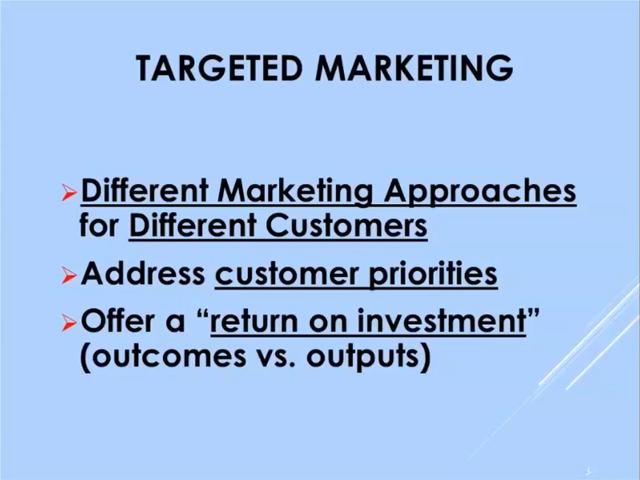 TARGETED MARKETING
➢Different Marketing Approaches
for Different Customers
➢Address customer priorities
➢Offer a “return on investment”
(outcomes vs. outputs)